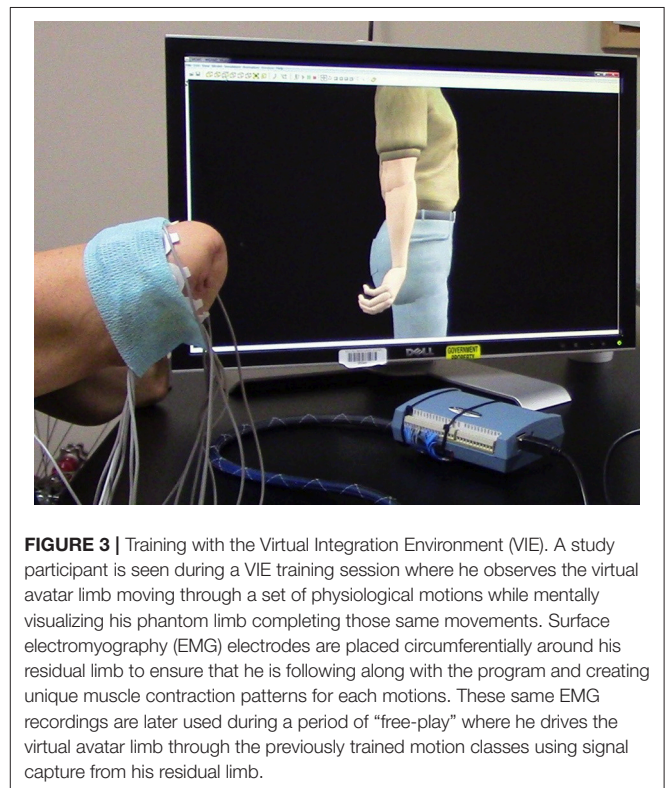 DELL
GOVERNMENT
PROPERTY
FIGURE 3 | Training with the Virtual Integration Environment (VIE). A study
participant is seen during a VIE training session where he observes the virtual
avatar limb moving through a set of physiological motions while mentally
visualizing his phantom limb completing those same movements. Surface
electromyography (EMG) electrodes are placed circumferentially around his
residual limb to ensure that he is following along with the program and creating
unique muscle contraction patterns for each motions. These same EMG
recordings are later used during a period of “free-play” where he drives the
virtual avatar limb through the previously trained motion classes using signal
capture from his residual limb.